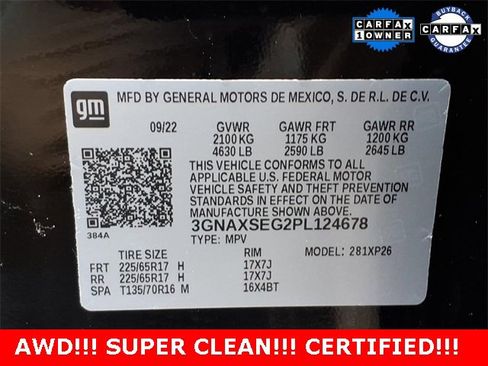 CARFAX
1 OWNER
BUYBACK
CARFAX
GUARANTEE
gm
MFD BY GENERAL MOTORS DE MEXICO, S. DE R.L. DE C.V.
09/22 GVWR GAWR FRT GAWR RR
2100 KG 1175 KG 1200 KG
4630 LB 2590 LB 2645 LB
THIS VEHICLE CONFORMS TO ALL
APPLICABLE U.S. FEDERAL MOTOR
VEHICLE SAFETY AND THEFT PREVENTION
STANDARDS IN EFFECT ON THE DATE OF
MANUFACTURE SHOWN ABOVE.
384A
3GNAXSEG2PL124678
TYPE: MPV MODEL: 281XP26
TIRE SIZE RIM
FRT 225/65R17 H 17X7J
RR 225/65R17 H 17X7J
SPA T135/70R16 M 16X4BT
AWD!!! SUPER CLEAN!!! CERTIFIED!!!